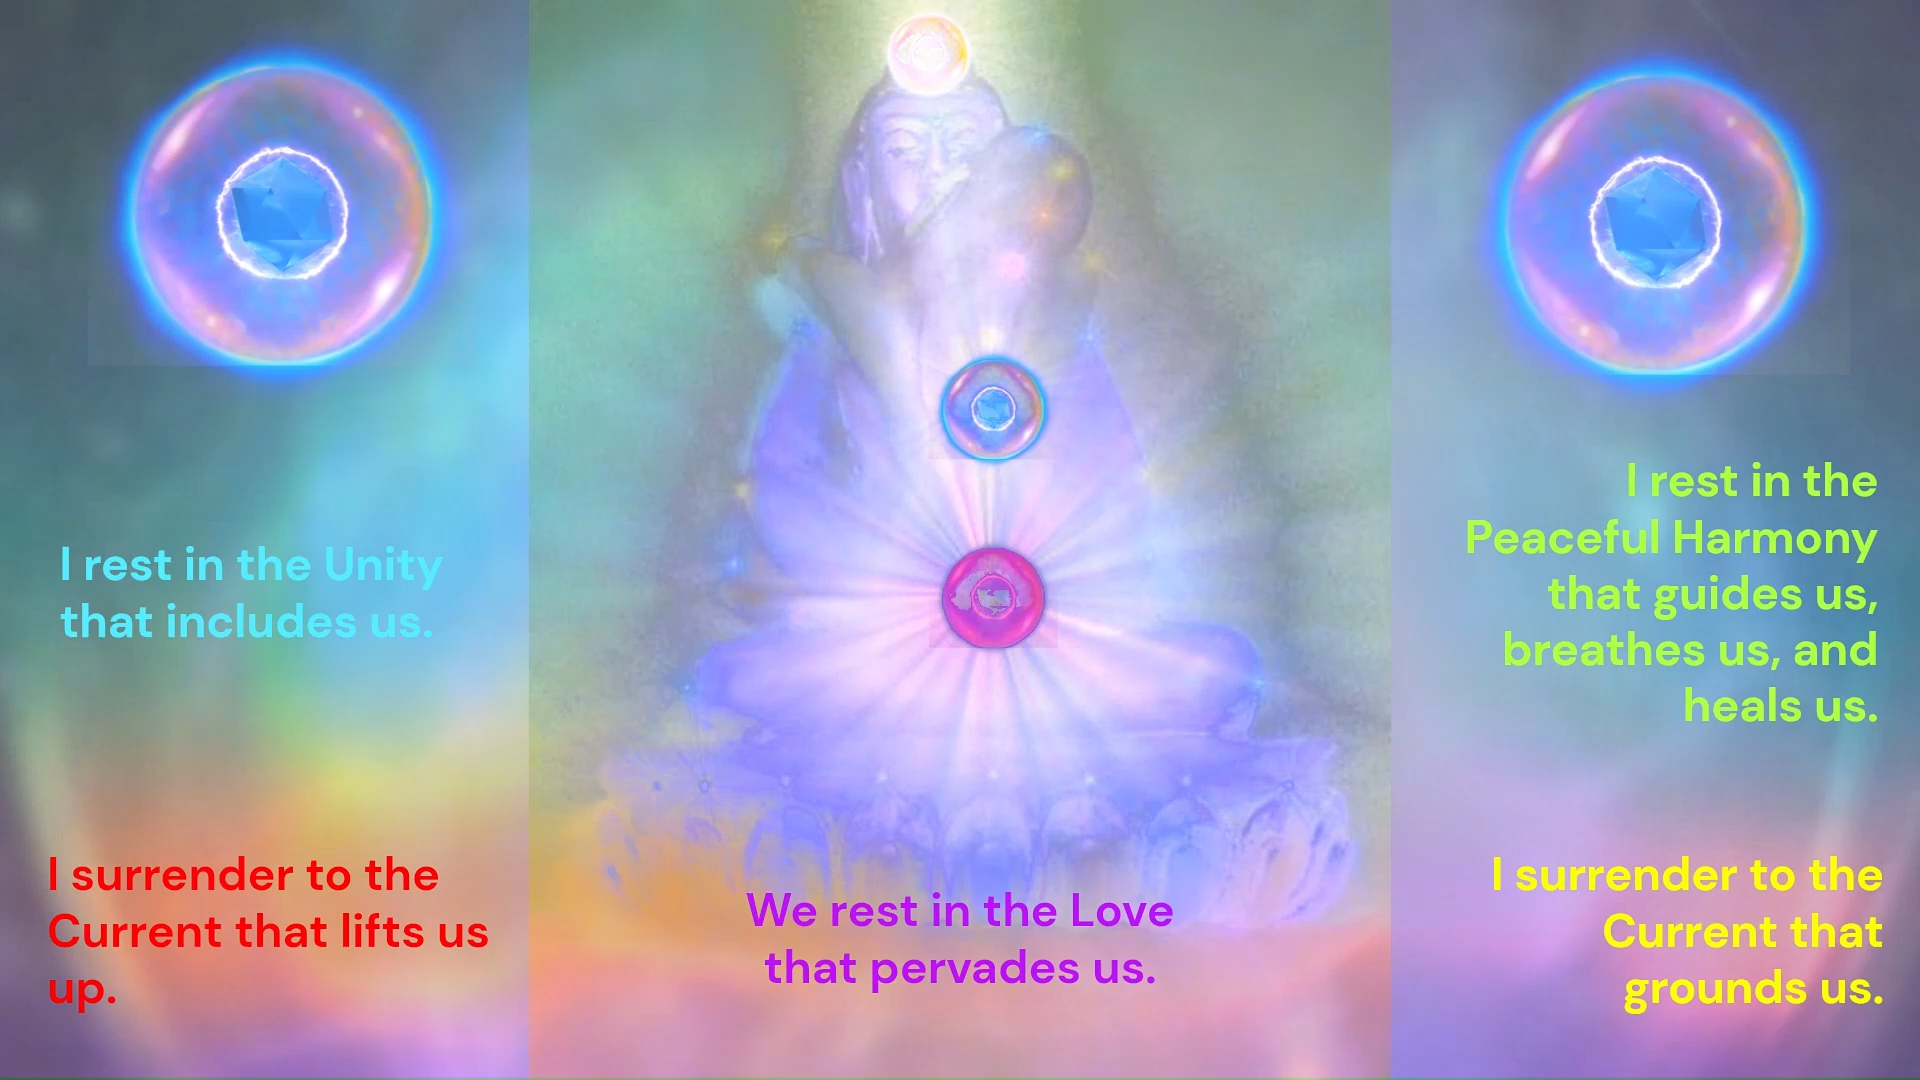 I rest in the Unity
that includes us.
I surrender to the
Current that lifts us
up.
We rest in the Love
that pervades us.
I rest in the
Peaceful Harmony
that guides us,
breathes us, and
heals us.
I surrender to the
Current that
grounds us.